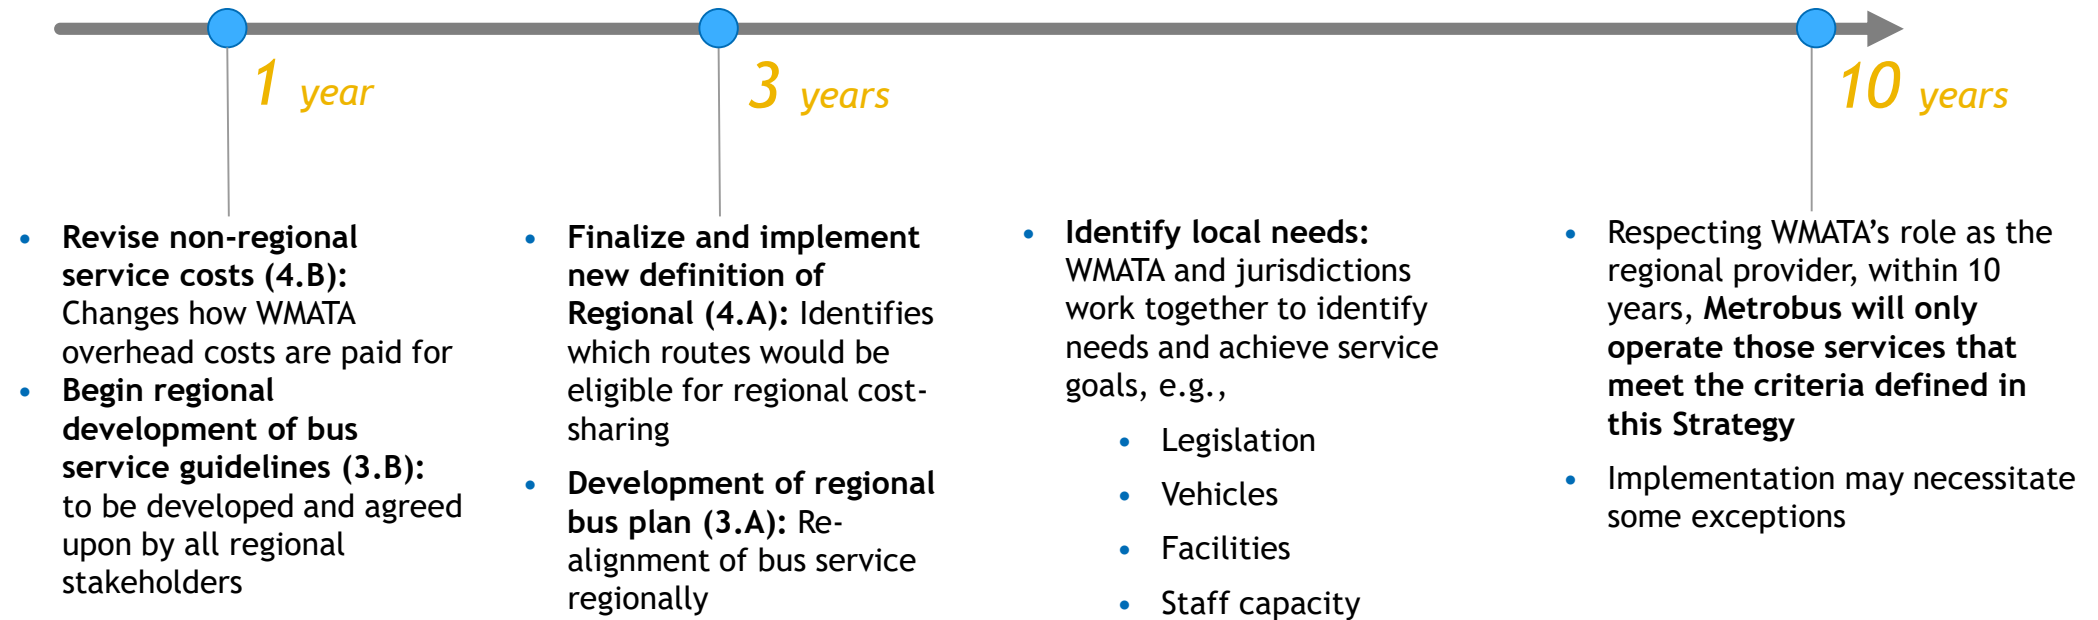 1 year
3 years
10 years
• Revise non-regional
service costs (4.B):
Changes how WMATA
overhead costs are paid for
• Begin regional
development of bus
service guidelines (3.B):
to be developed and agreed
upon by all regional
stakeholders
• Finalize and implement
new definition of
Regional (4.A): Identifies
which routes would be
eligible for regional cost-
sharing
• Development of regional
bus plan (3.A): Re-
alignment of bus service
regionally
• Identify local needs:
WMATA and jurisdictions
work together to identify
needs and achieve service
goals, e.g.,
• Legislation
• Vehicles
• Facilities
• Staff capacity
• Respecting WMATA’s role as the
regional provider, within 10
years, Metrobus will only
operate those services that
meet the criteria defined in
this Strategy
• Implementation may necessitate
some exceptions